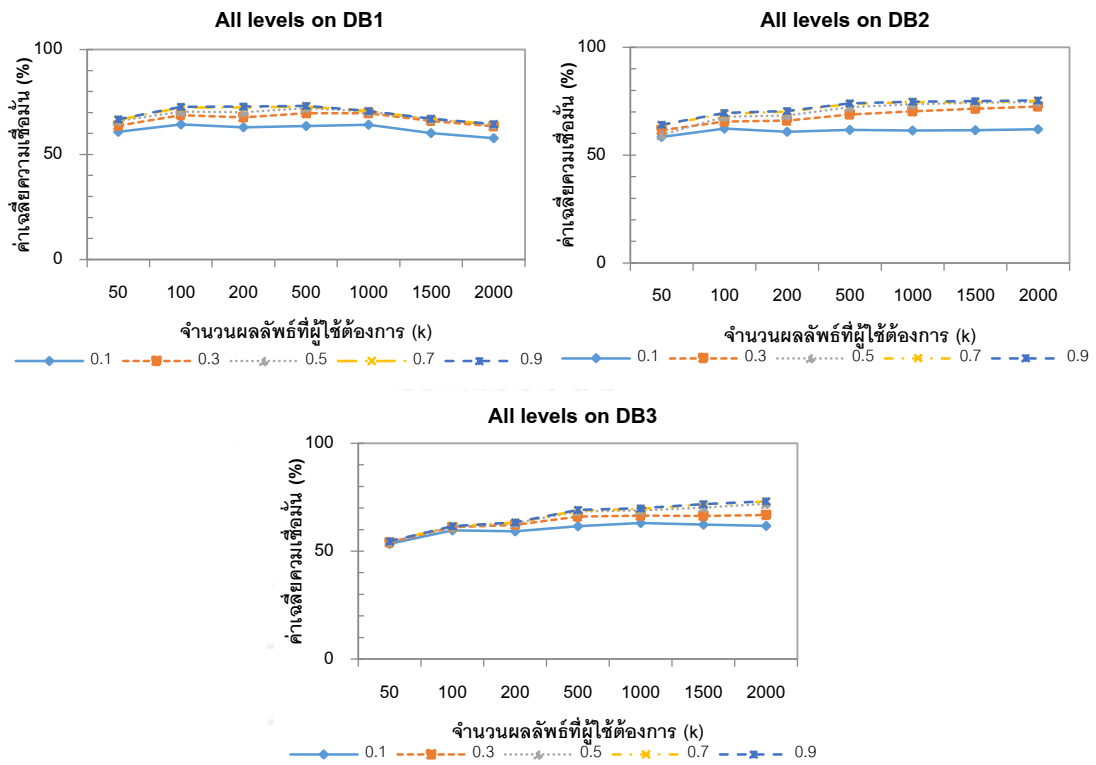 All levels on DB1
ค่าเฉลี่ยความเชื่อมั่น (%)
100
50
0
50 100 200 500 1000 1500 2000
จำนวนผลลัพธ์ที่ผู้ใช้ต้องการ (k)
0.1 0.3 0.5 0.7 0.9
All levels on DB2
ค่าเฉลี่ยควมเชื่อมั่น (%)
100
50
0
50 100 200 500 1000 1500 2000
จำนวนผลลัพธ์ที่ผู้ใช้ต้องการ (k)
0.1 0.3 0.5 0.7 0.9
All levels on DB3
ค่าเฉลี่ยควมเชื่อมั่น (%)
100
50
0
50 100 200 500 1000 1500 2000
จำนวนผลลัพธ์ที่ผู้ใช้ต้องการ (k)
0.1 0.3 0.5 0.7 0.9